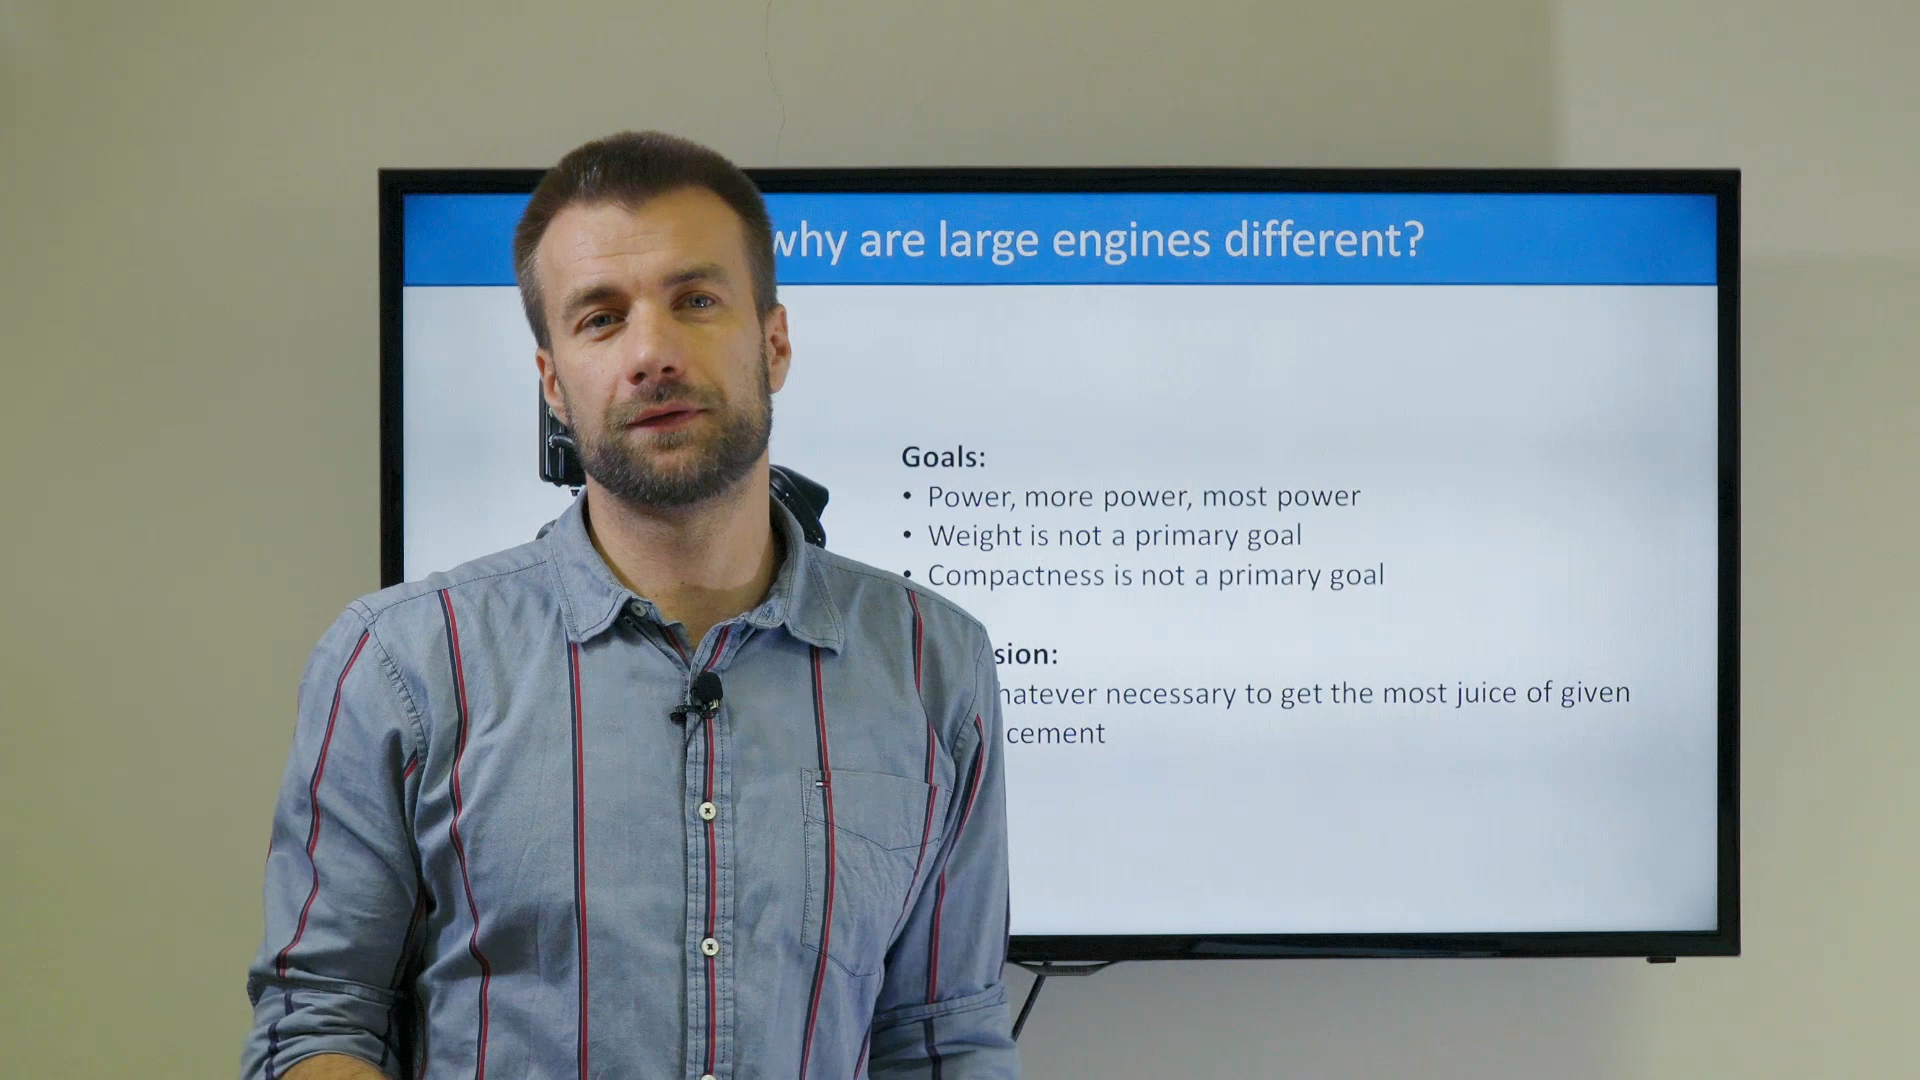 why are large engines different?
Goals:
• Power, more power, most power
• Weight is not a primary goal
• Compactness is not a primary goal
sion:
hatever necessary to get the most juice of given
cement